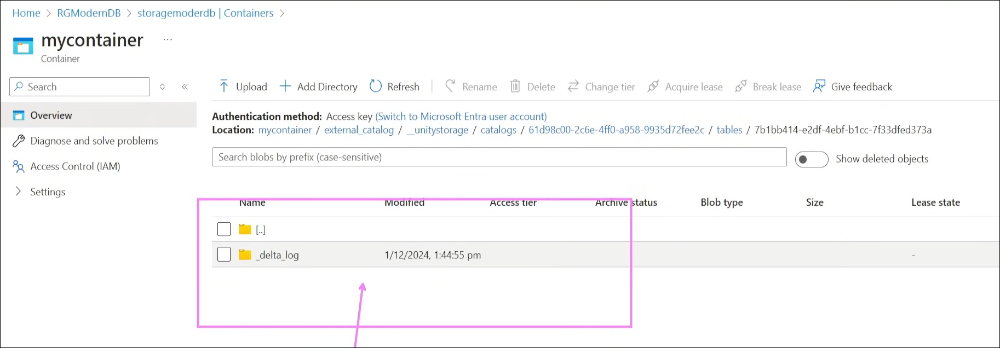 Home > RGModernDB > storagemoderdb | Containers >
mycontainer ...
Container
Search
Overview
Diagnose and solve problems
Access Control (IAM)
Settings
Upload Add Directory Refresh Rename Delete Change tier Acquire lease Break lease Give feedback
Authentication method: Access key (Switch to Microsoft Entra user account)
Location: mycontainer / external_catalog / __unitystorage / catalogs / 61d98c00-2c6e-4ff0-a958-9935d72fee2c / tables / 7b1bb414-e2df-4ebf-b1cc-7f33dfed373a
Search blobs by prefix (case-sensitive)
Show deleted objects
Name Modified Access tier Archive status Blob type Size Lease state
[..]
_delta_log 1/12/2024, 1:44:55 pm -